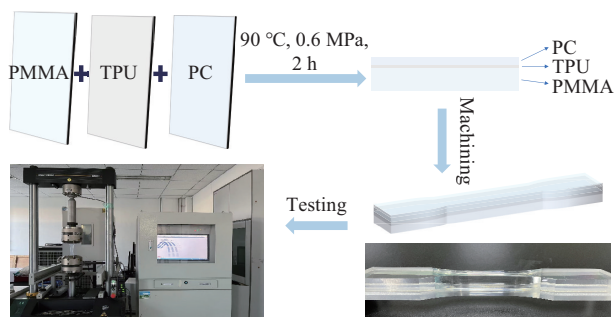 PMMA + TPU + PC
90 ℃, 0.6 MPa,
2 h
PC
TPU
PMMA
Machining
Testing